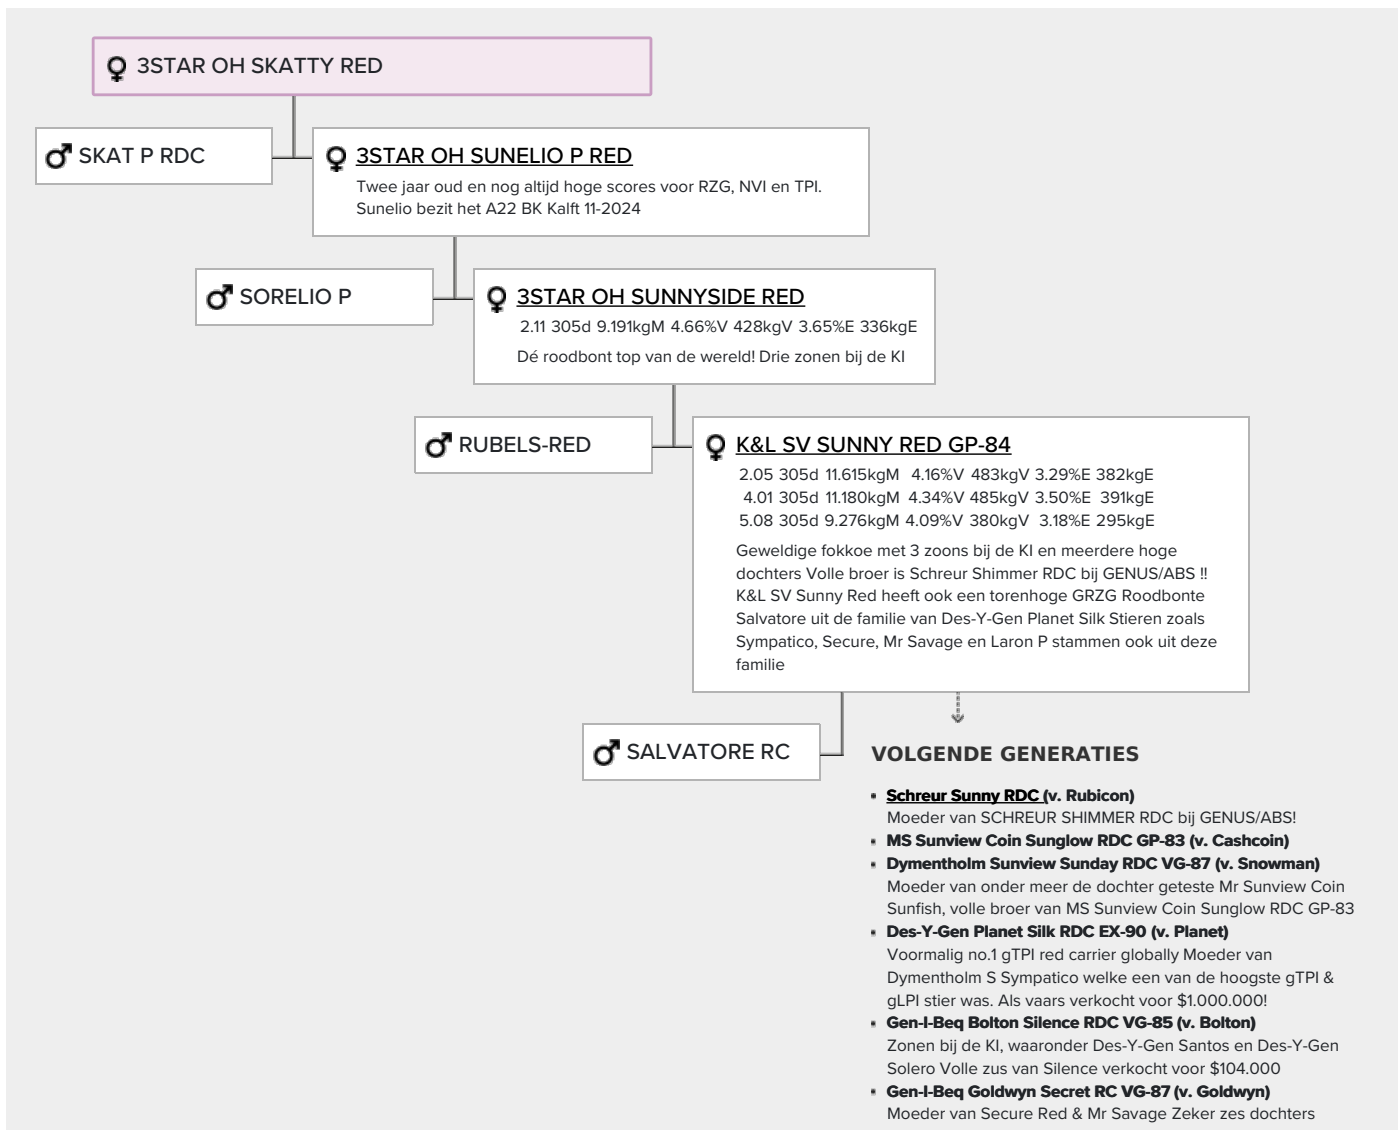 3STAR OH SKATTY RED
SKAT P RDC
3STAR OH SUNELIO P RED
Twee jaar oud en nog altijd hoge scores voor RZG, NVI en TPI.
Sunelio bezit het A22 BK Kalft 11-2024
SORELIO P
3STAR OH SUNNYSIDE RED
2.11 305d 9.191kgM 4.66%V 428kgV 3.65%E 336kgE
Dé roodbont top van de wereld! Drie zonen bij de KI
RUBELS-RED
K&L SV SUNNY RED GP-84
2.05 305d 11.615kgM 4.16%V 483kgV 3.29%E 382kgE
4.01 305d 11.180kgM 4.34%V 485kgV 3.50%E 391kgE
5.08 305d 9.276kgM 4.09%V 380kgV 3.18%E 295kgE
Geweldige fokkoe met 3 zoons bij de KI en meerdere hoge
dochters Volle broer is Schreur Shimmer RDC bij GENUS/ABS !!
K&L SV Sunny Red heeft ook een torenhoge GRZG Roodbonte
Salvatore uit de familie van Des-Y-Gen Planet Silk Stieren zoals
Sympatico, Secure, Mr Savage en Laron P stammen ook uit deze
familie
SALVATORE RC
VOLGENDE GENERATIES
Schreur Sunny RDC (v. Rubicon)
Moeder van SCHREUR SHIMMER RDC bij GENUS/ABS!
MS Sunview Coin Sunglow RDC GP-83 (v. Cashcoin)
Dymentholm Sunview Sunday RDC VG-87 (v. Snowman)
Moeder van onder meer de dochter geteste Mr Sunview Coin
Sunfish, volle broer van MS Sunview Coin Sunglow RDC GP-83
Des-Y-Gen Planet Silk RDC EX-90 (v. Planet)
Voormalig no.1 gTPI red carrier globally Moeder van
Dymentholm S Sympatico welke een van de hoogste gTPI &
gLPI stier was. Als vaars verkocht voor $1.000.000!
Gen-I-Beq Bolton Silence RDC VG-85 (v. Bolton)
Zonen bij de KI, waaronder Des-Y-Gen Santos en Des-Y-Gen
Solero Volle zus van Silence verkocht voor $104.000
Gen-I-Beq Goldwyn Secret RC VG-87 (v. Goldwyn)
Moeder van Secure Red & Mr Savage Zeker zes dochters